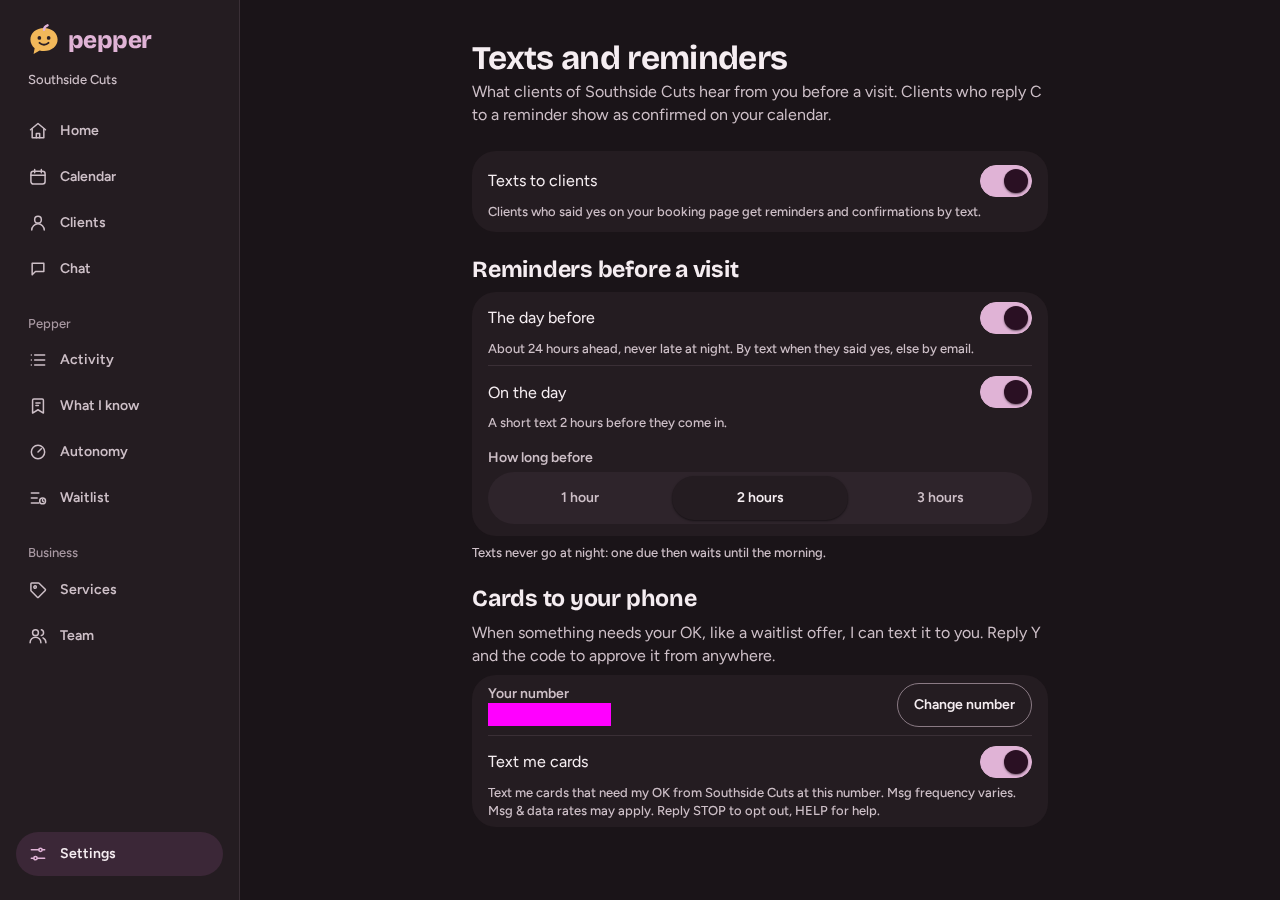 pepper
Southside Cuts
Home
Calendar
Clients
Chat
Pepper
Activity
What I know
Autonomy
Waitlist
Business
Services
Team
Settings
Texts and reminders
What clients of Southside Cuts hear from you before a visit. Clients who reply C
to a reminder show as confirmed on your calendar.
Texts to clients
Clients who said yes on your booking page get reminders and confirmations by text.
Reminders before a visit
The day before
About 24 hours ahead, never late at night. By text when they said yes, else by email.
On the day
A short text 2 hours before they come in.
How long before
1 hour
2 hours
3 hours
Texts never go at night: one due then waits until the morning.
Cards to your phone
When something needs your OK, like a waitlist offer, I can text it to you. Reply Y
and the code to approve it from anywhere.
Your number
Change number
Text me cards
Text me cards that need my OK from Southside Cuts at this number. Msg frequency varies.
Msg & data rates may apply. Reply STOP to opt out, HELP for help.